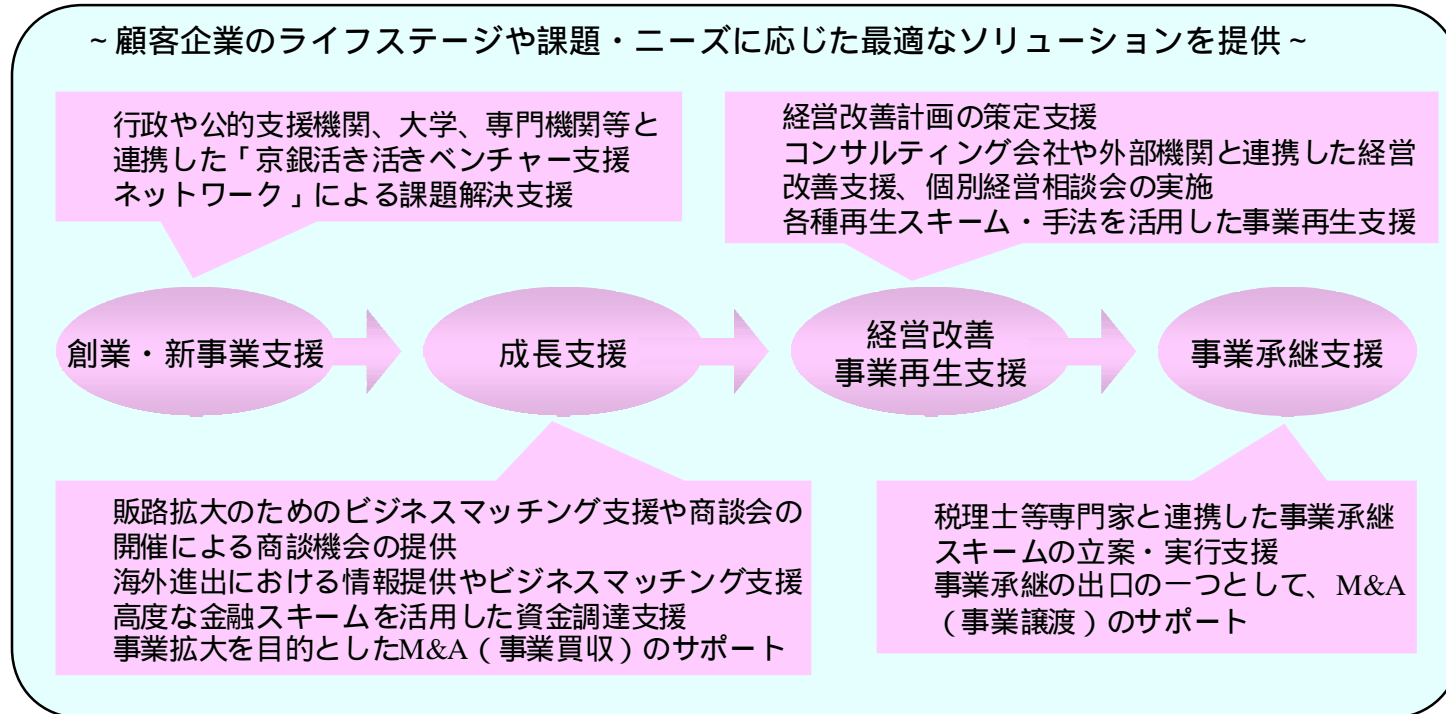 ~顧客企業のライフステージや課題・ニーズに応じた最適なソリューションを提供~
行政や公的支援機関、大学、専門機関等と
連携した「京銀活き活きベンチャー支援
ネットワーク」による課題解決支援
経営改善計画の策定支援
コンサルティング会社や外部機関と連携した経営
改善支援、個別経営相談会の実施
各種再生スキーム・手法を活用した事業再生支援
創業・新事業支援
成長支援
経営改善
事業再生支援
事業承継支援
販路拡大のためのビジネスマッチング支援や商談会の
開催による商談機会の提供
海外進出における情報提供やビジネスマッチング支援
高度な金融スキームを活用した資金調達支援
事業拡大を目的としたM&A(事業買収)のサポート
税理士等専門家と連携した事業承継
スキームの立案・実行支援
事業承継の出口の一つとして、M&A
(事業譲渡)のサポート